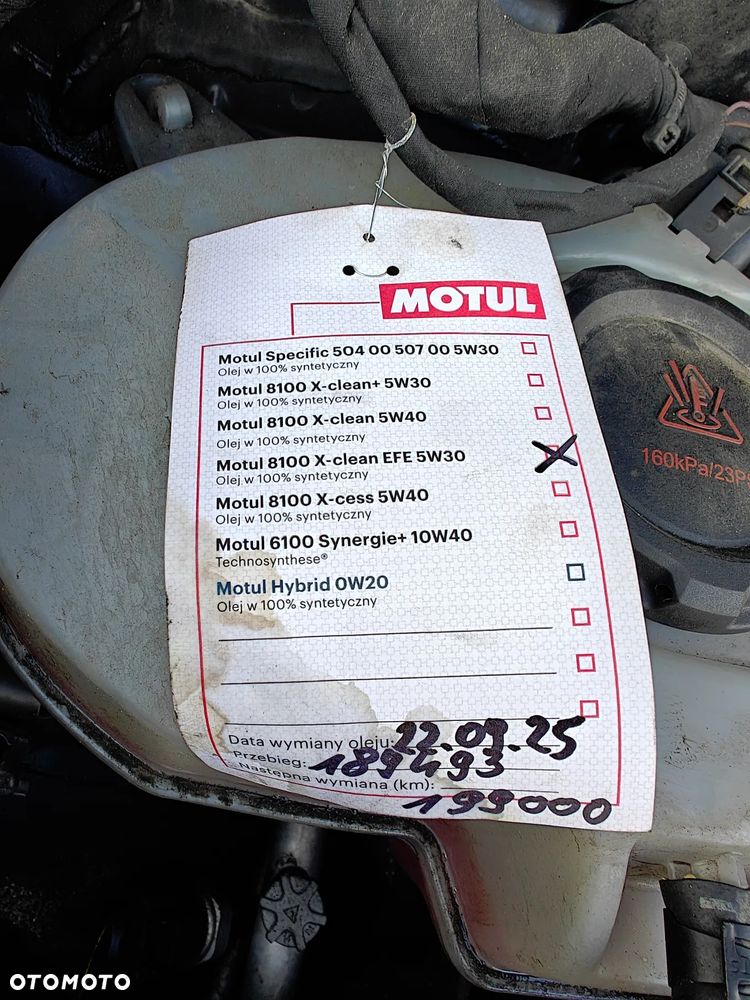 MOTUL
Motul Specific 504 00 507 00 5W30
Olej w 100% syntetyczny
Motul 8100 X-clean+ 5W30
Olej w 100% syntetyczny
Motul 8100 X-clean 5W40
Olej w 100% syntetyczny
Motul 8100 X-clean EFE 5W30
Olej w 100% syntetyczny
Motul 8100 X-cess 5W40
Olej w 100% syntetyczny
Motul 6100 Synergie+ 10W40
Technosynthese®
Motul Hybrid 0W20
Olej w 100% syntetyczny
Data wymiany oleju: 22.09.25
Przebieg: 189493
Następna wymiana (km):
199000
160kPa/23P
OTOMOTO